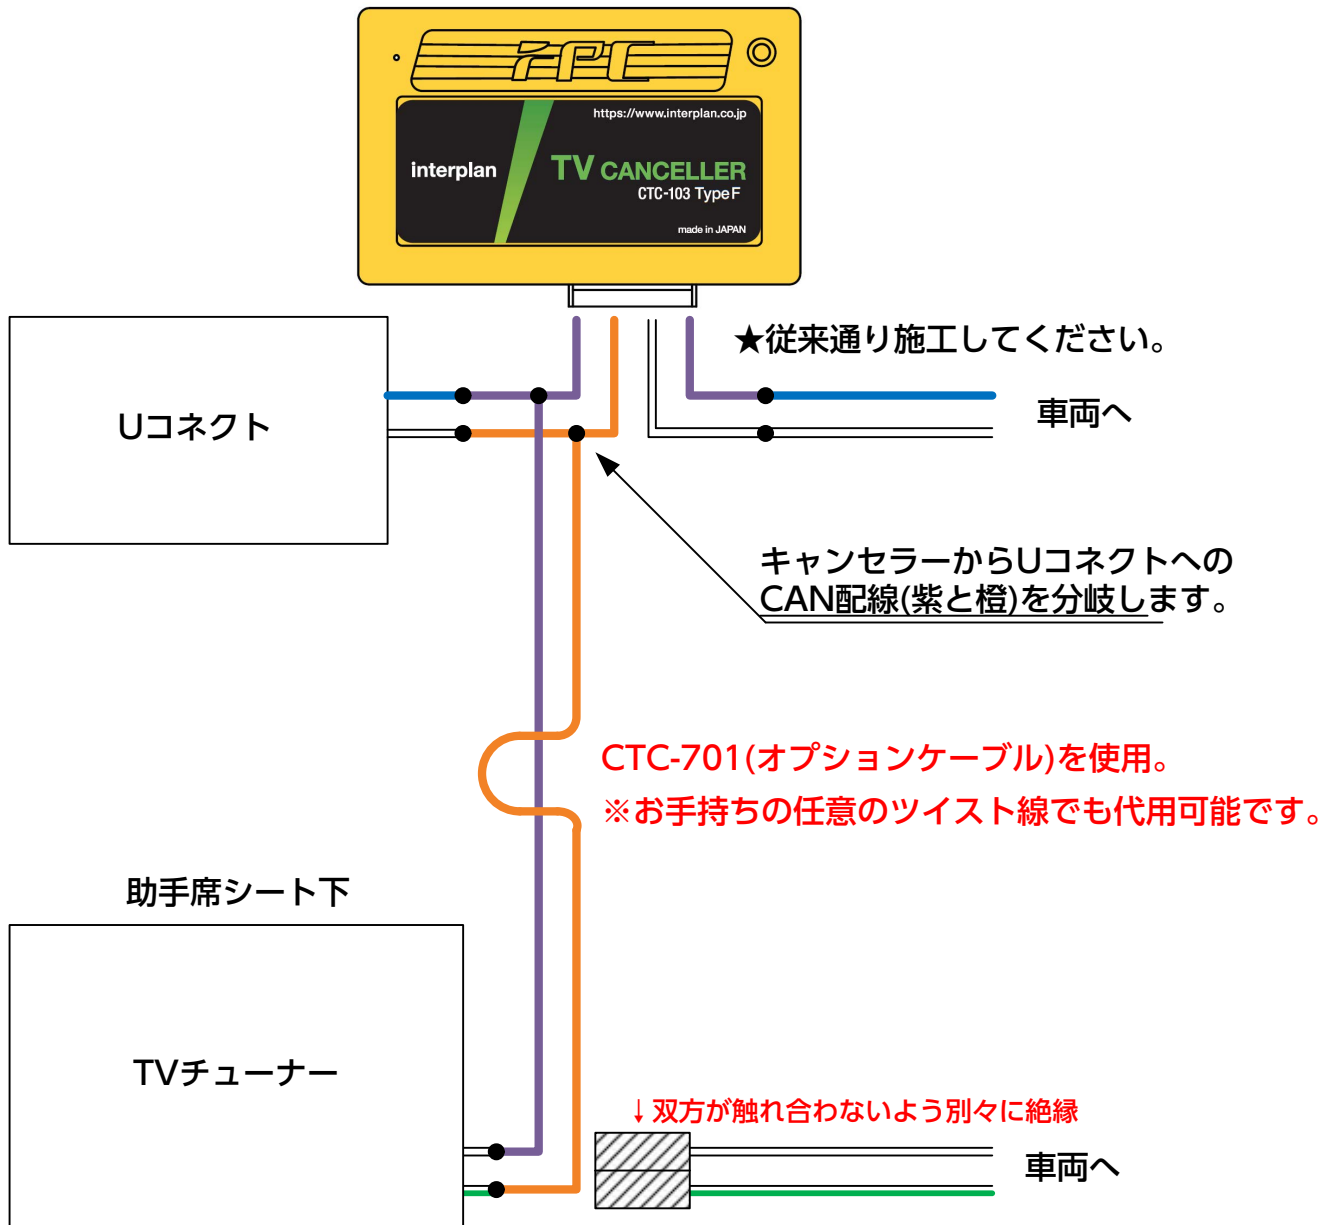 iPC
https://www.interplan.co.jp
interplan
TV CANCELLER
CTC-103 Type F
made in JAPAN
★従来通り施工してください。
Uコネクト
車両へ
キャンセラーからUコネクトへの
CAN配線(紫と橙)を分岐します。
CTC-701(オプションケーブル)を使用。
※お手持ちの任意のツイスト線でも代用可能です。
助手席シート下
TVチューナー
↓双方が触れ合わないよう別々に絶縁
車両へ